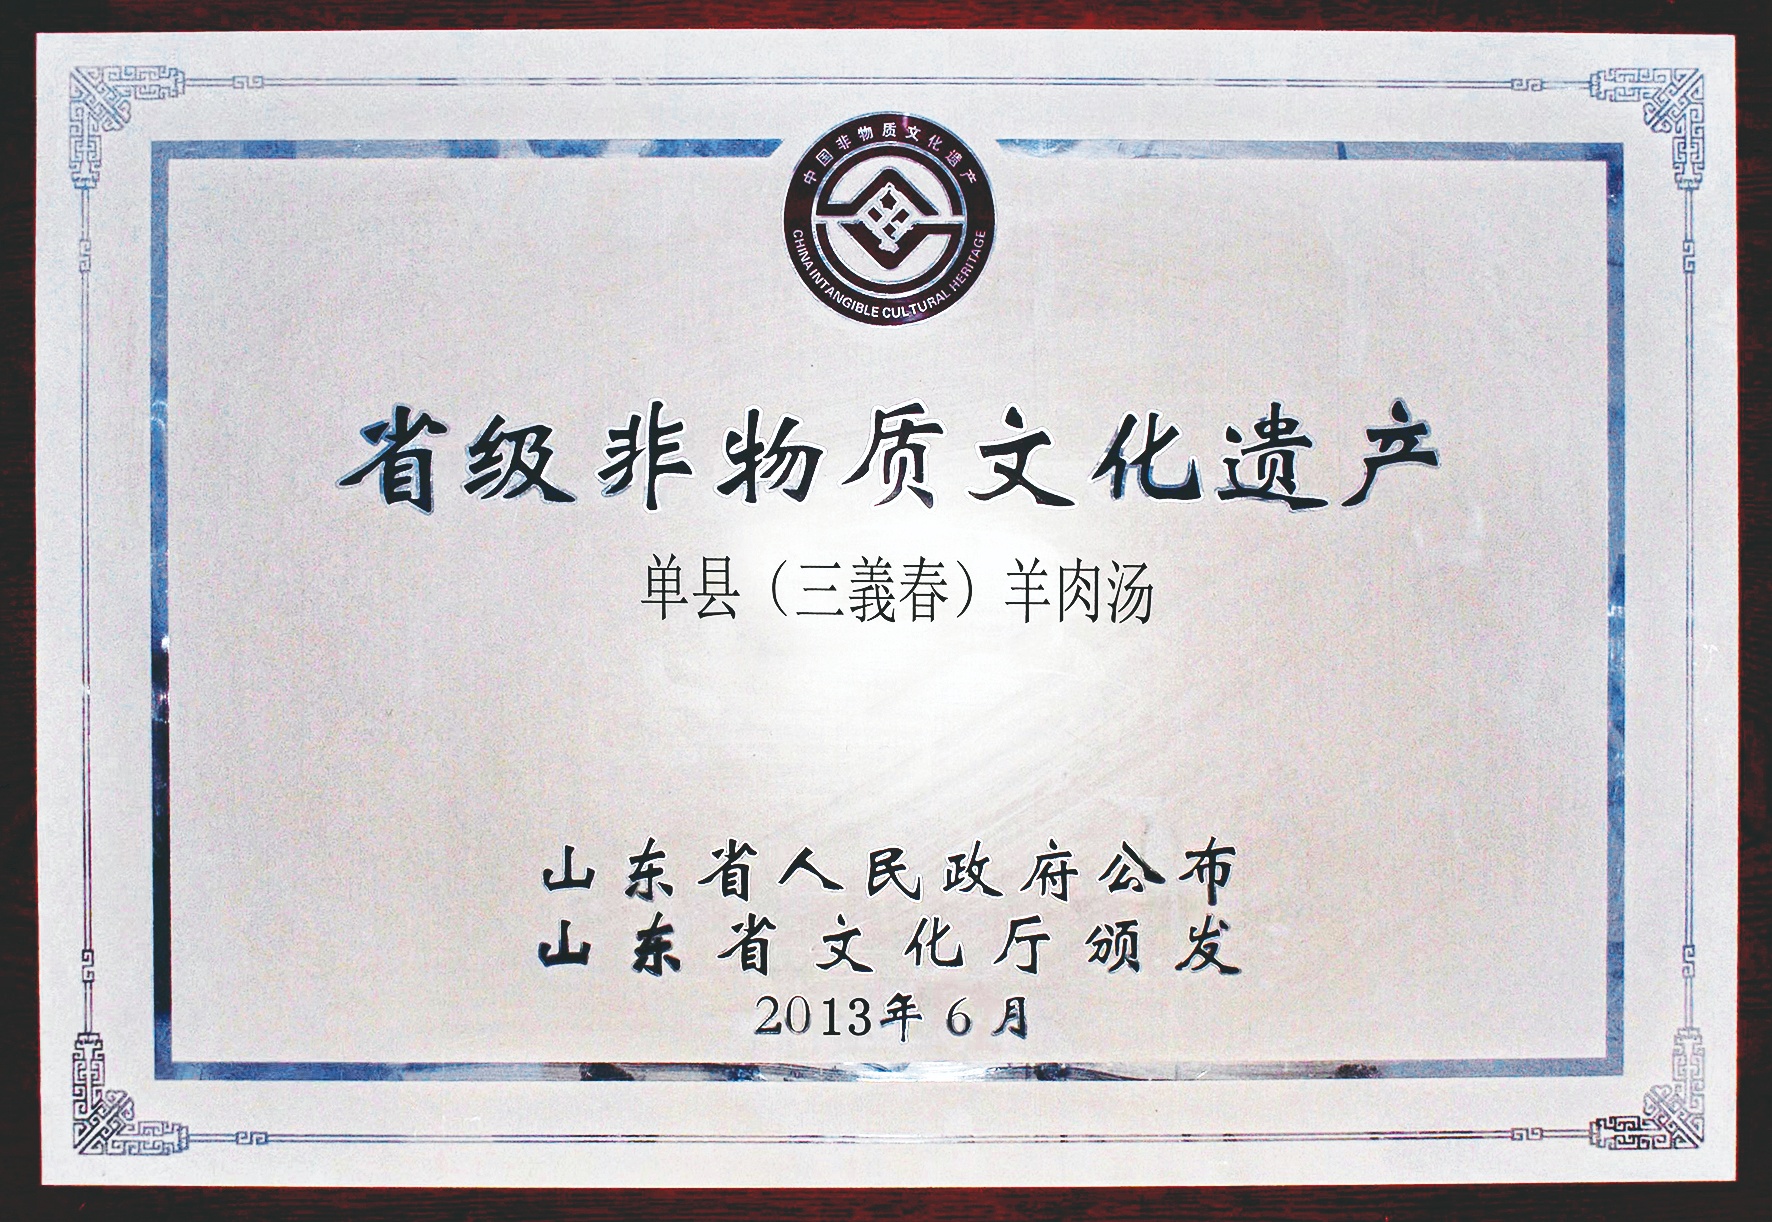 中国非物质文化遗产
CHINA INTANGIBLE CULTURAL HERITAGE
省级非物质文化遗产
单县（三義春）羊肉汤
山东省人民政府公布
山东省文化厅颁发
2013年6月